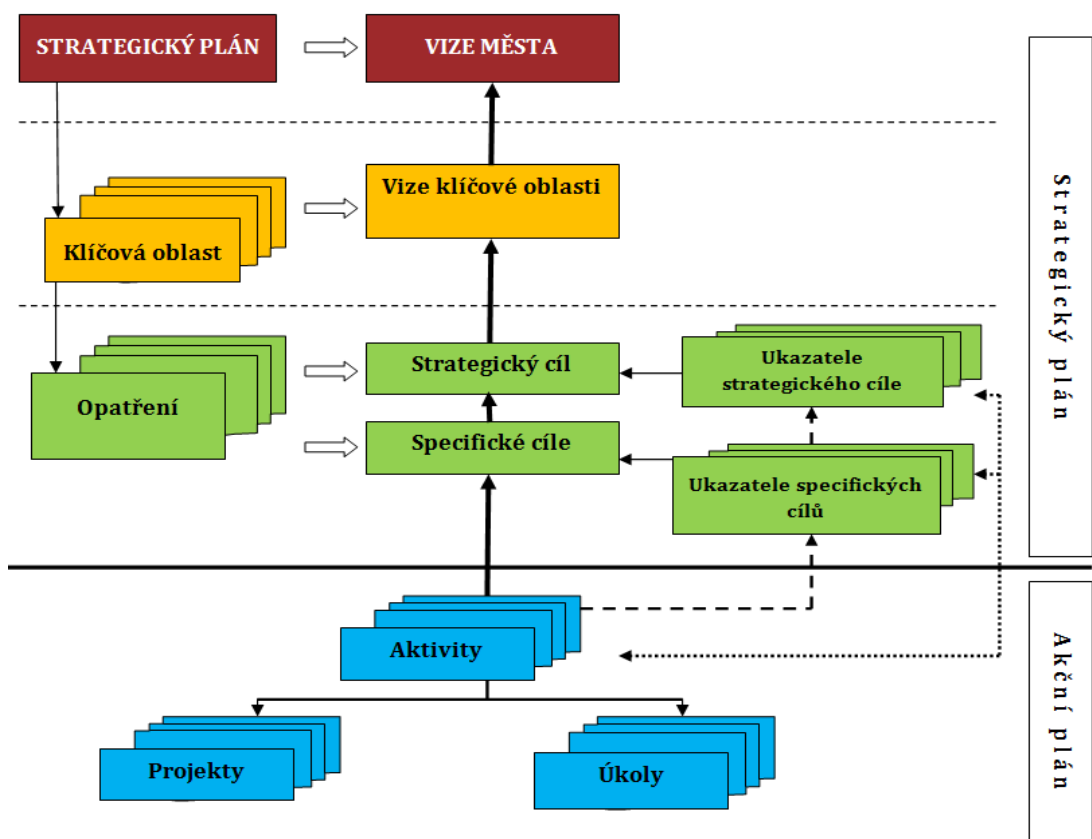 STRATEGICKÝ PLÁN
VIZE MĚSTA
Vize klíčové oblasti
Klíčová oblast
Strategický cíl
Ukazatele
strategického cíle
Opatření
Specifické cíle
Ukazatele specifických
cílů
Strategický plán
Aktivity
Projekty
Úkoly
Akční plán